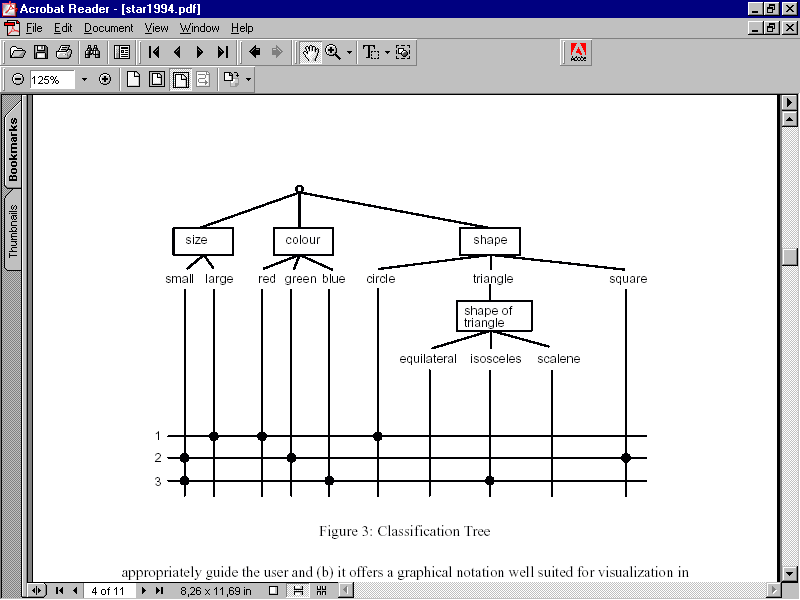 Acrobat Reader - [star1994.pdf]
File Edit Document View Window Help
Adobe
125%
Bookmarks
Thumbnails
size colour shape
small large red green blue circle triangle square
shape of
triangle
equilateral isosceles scalene
1
2
3
Figure 3: Classification Tree
appropriately guide the user and (b) it offers a graphical notation well suited for visualization in
4 of 11 8,26 x 11,69 in